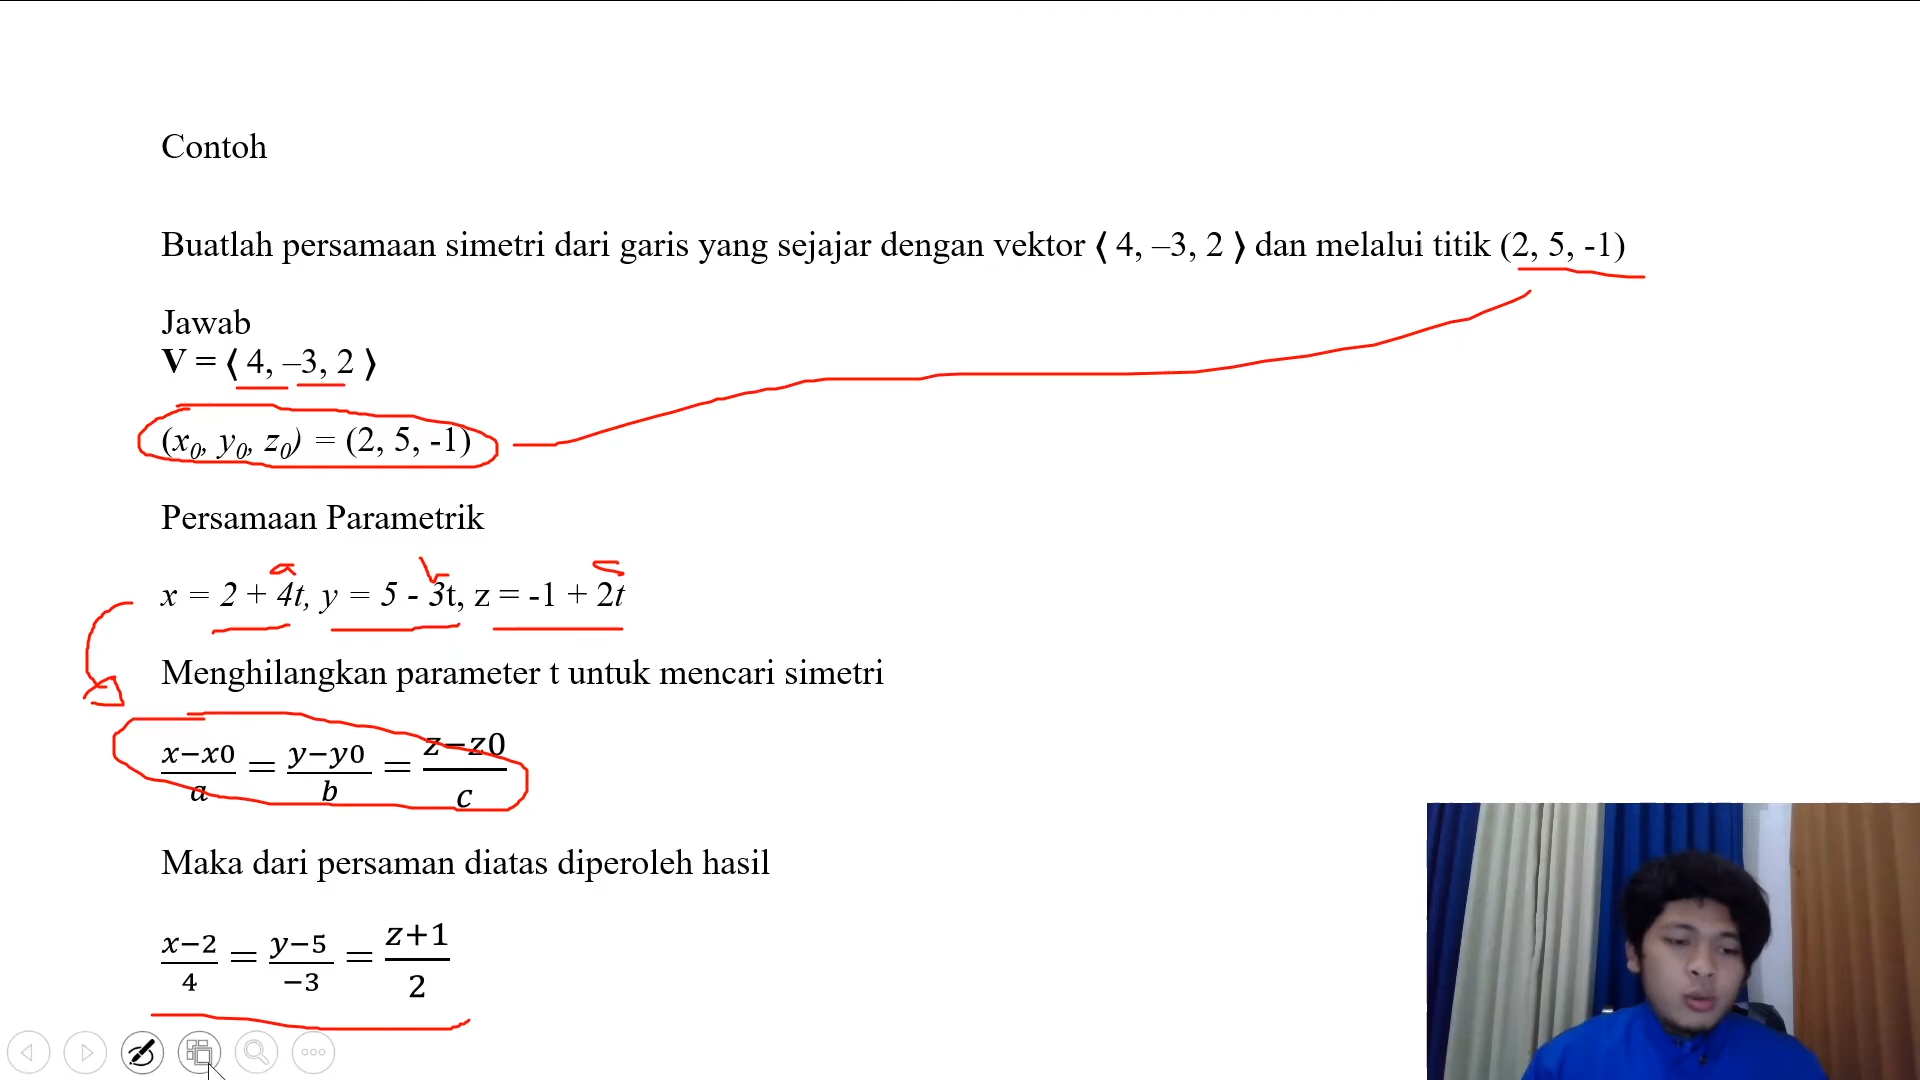 Contoh
Buatlah persamaan simetri dari garis yang sejajar dengan vektor ⟨ 4, –3, 2 ⟩ dan melalui titik (2, 5, -1)
Jawab
V = ⟨ 4, –3, 2 ⟩
(x₀, y₀, z₀) = (2, 5, -1)
Persamaan Parametrik
a b c
x = 2 + 4t, y = 5 - 3t, z = -1 + 2t
Menghilangkan parameter t untuk mencari simetri
x−x0/a = y−y0/b = z−z0/c
Maka dari persaman diatas diperoleh hasil
x−2/4 = y−5/−3 = z+1/2